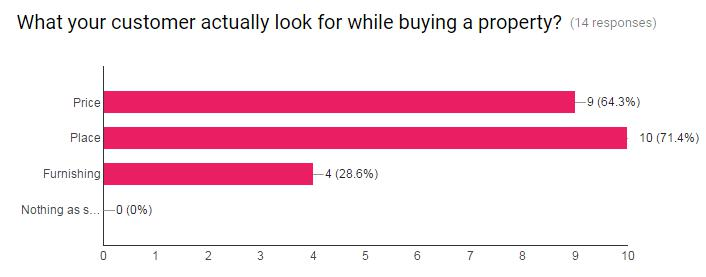 What your customer actually look for while buying a property? (14 responses)
Price 9 (64.3%)
Place 10 (71.4%)
Furnishing 4 (28.6%)
Nothing as s... 0 (0%)
0 1 2 3 4 5 6 7 8 9 10